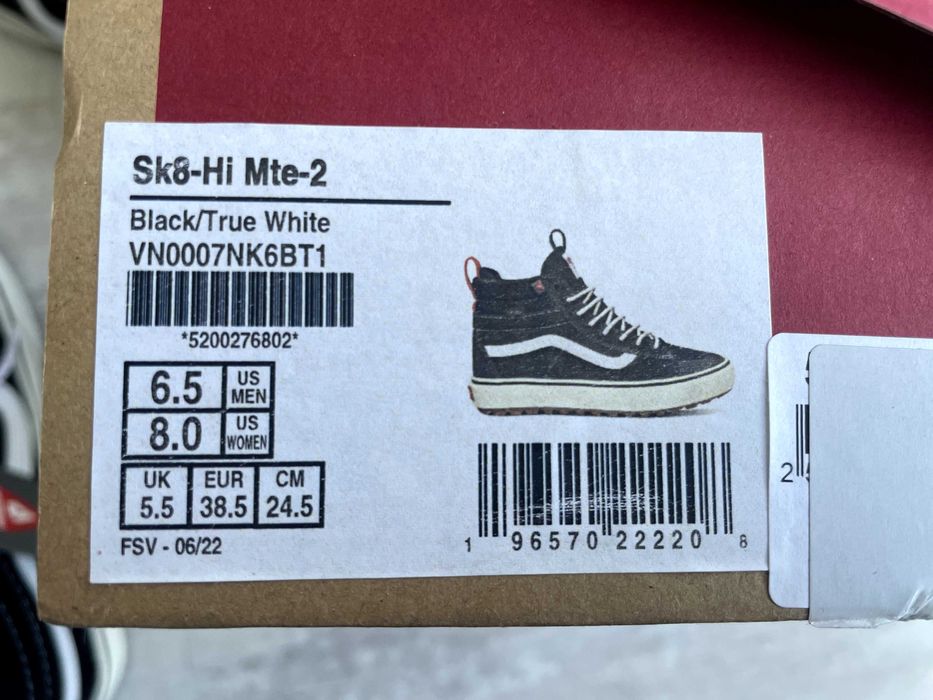 Sk8-Hi Mte-2
Black/True White
VN0007NK6BT1
*5200276802*
6.5 US MEN
8.0 US WOMEN
UK EUR CM
5.5 38.5 24.5
FSV - 06/22
1 96570 22220 8
2